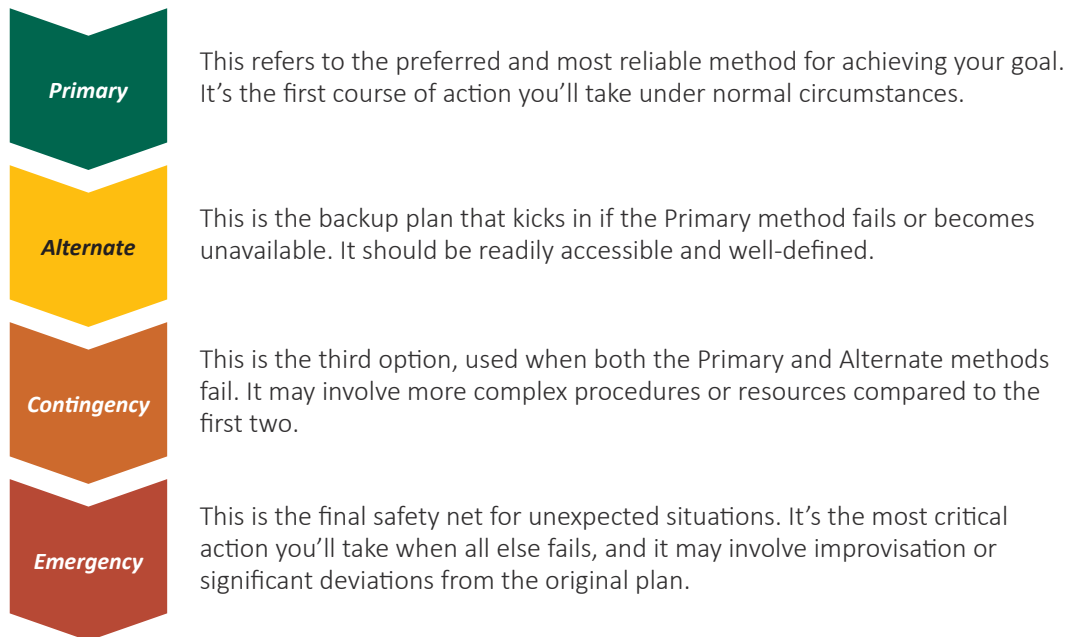 Primary
This refers to the preferred and most reliable method for achieving your goal.
It’s the first course of action you’ll take under normal circumstances.
Alternate
This is the backup plan that kicks in if the Primary method fails or becomes
unavailable. It should be readily accessible and well-defined.
Contingency
This is the third option, used when both the Primary and Alternate methods
fail. It may involve more complex procedures or resources compared to the
first two.
Emergency
This is the final safety net for unexpected situations. It’s the most critical
action you’ll take when all else fails, and it may involve improvisation or
significant deviations from the original plan.